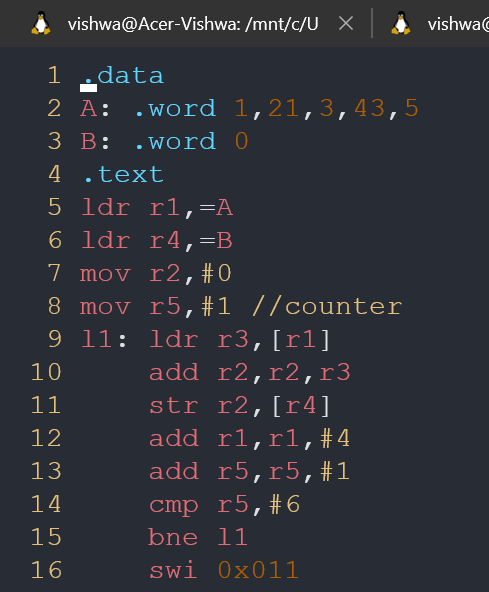 vishwa@Acer-Vishwa: /mnt/c/U × vishwa@
1 .data
2 A: .word 1,21,3,43,5
3 B: .word 0
4 .text
5 ldr r1,=A
6 ldr r4,=B
7 mov r2,#0
8 mov r5,#1 //counter
9 l1: ldr r3,[r1]
10     add r2,r2,r3
11     str r2,[r4]
12     add r1,r1,#4
13     add r5,r5,#1
14     cmp r5,#6
15     bne l1
16     swi 0x011